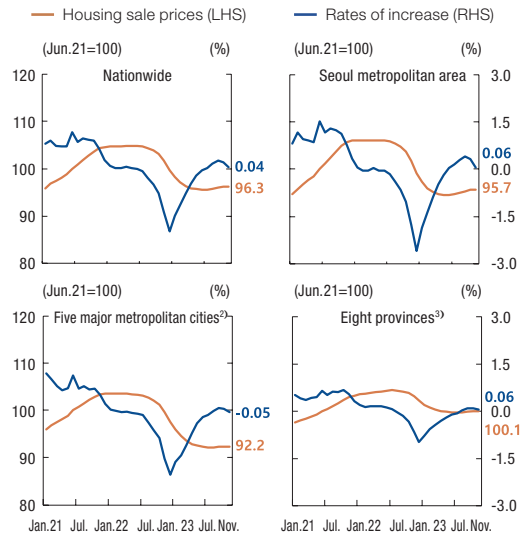 Housing sale prices (LHS) Rates of increase (RHS)
(Jun.21=100) (%) (Jun.21=100) (%)
120 Nationwide Seoul metropolitan area 3.0
110 1.5
100 0.04 0.06 0.0
96.3 95.7
90 -1.5
80 -3.0
(Jun.21=100) (%) (Jun.21=100) (%)
120 Five major metropolitan cities2) Eight provinces3) 3.0
110 1.5
100 -0.05 0.06 0.0
100.1
92.2
90 -1.5
80 -3.0
Jan.21 Jul. Jan.22 Jul. Jan. 23 Jul. Nov. Jan.21 Jul. Jan.22 Jul. Jan. 23 Jul. Nov.